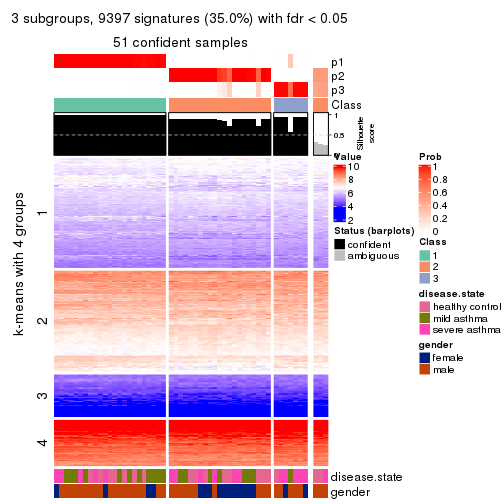 3 subgroups, 9397 signatures (35.0%) with fdr < 0.05
51 confident samples
p1
p2
p3
Class
1
0.5
0
Silhouette
score
k-means with 4 groups
1
2
3
4
disease.state
gender
Value
10
8
6
4
2
Status (barplots)
confident
ambiguous
Prob
1
0.8
0.6
0.4
0.2
0
Class
1
2
3
disease.state
healthy control
mild asthma
severe asthma
gender
female
male